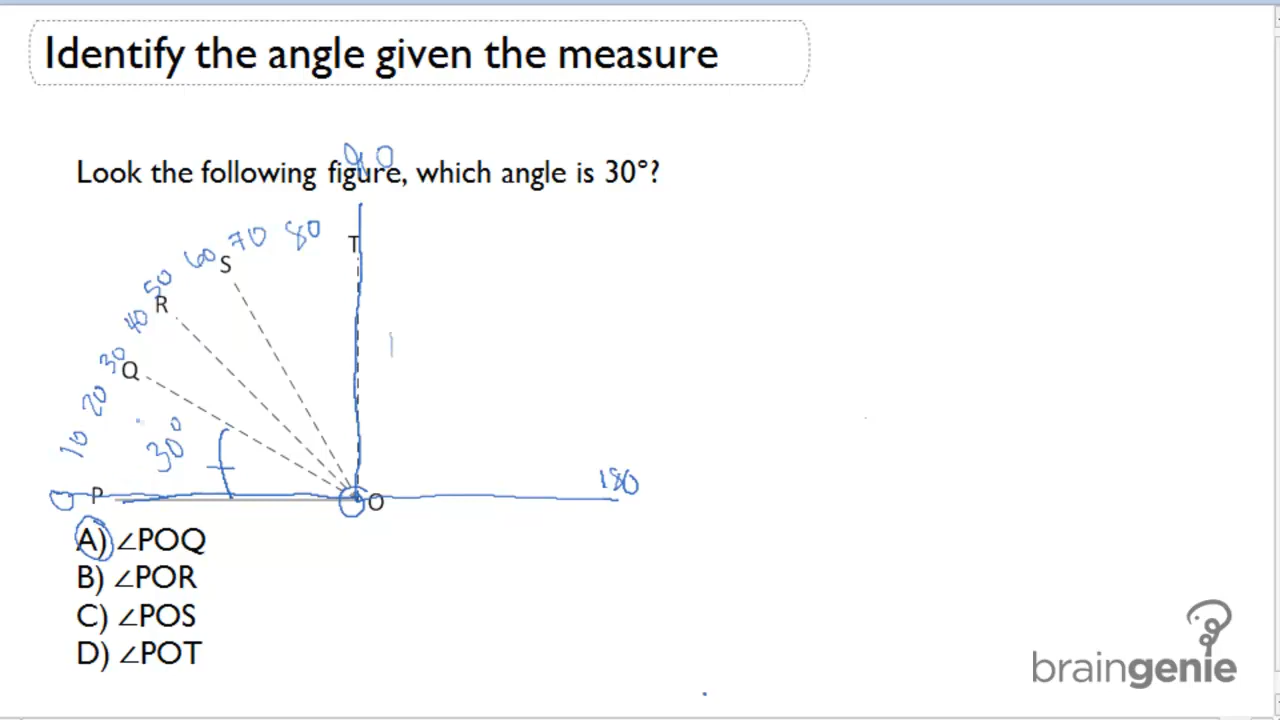 Identify the angle given the measure
90
Look the following figure, which angle is 30°?
80
T
70
60
S
50
R
40
30
Q
20
30°
10
180
0 P
O
A) ∠POQ
B) ∠POR
C) ∠POS
D) ∠POT
braingenie